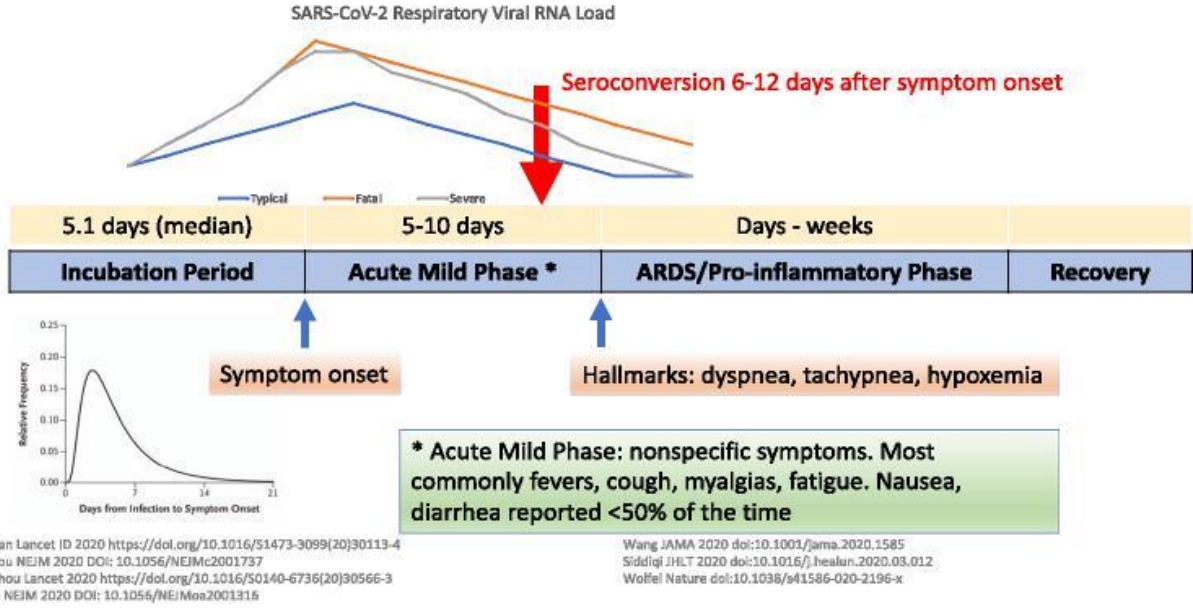 SARS-CoV-2 Respiratory Viral RNA Load
Seroconversion 6-12 days after symptom onset
Typical Fatal Severe
5.1 days (median) 5-10 days Days - weeks
Incubation Period Acute Mild Phase * ARDS/Pro-inflammatory Phase Recovery
Symptom onset
Hallmarks: dyspnea, tachypnea, hypoxemia
0.25
0.20
0.15
0.10
0.05
0.00
Relative Frequency
0 7 14 21
Days from Infection to Symptom Onset
* Acute Mild Phase: nonspecific symptoms. Most
commonly fevers, cough, myalgias, fatigue. Nausea,
diarrhea reported <50% of the time
Lancet ID 2020 https://doi.org/10.1016/S1473-3099(20)30113-4
NEJM 2020 DOI: 10.1056/NEJMc2001737
Lancet 2020 https://doi.org/10.1016/S0140-6736(20)30566-3
NEJM 2020 DOI: 10.1056/NEJMoa2001316
Wang JAMA 2020 doi:10.1001/jama.2020.1585
Siddiqi JHLT 2020 doi:10.1016/j.healun.2020.03.012
Wolfel Nature doi:10.1038/s41586-020-2196-x